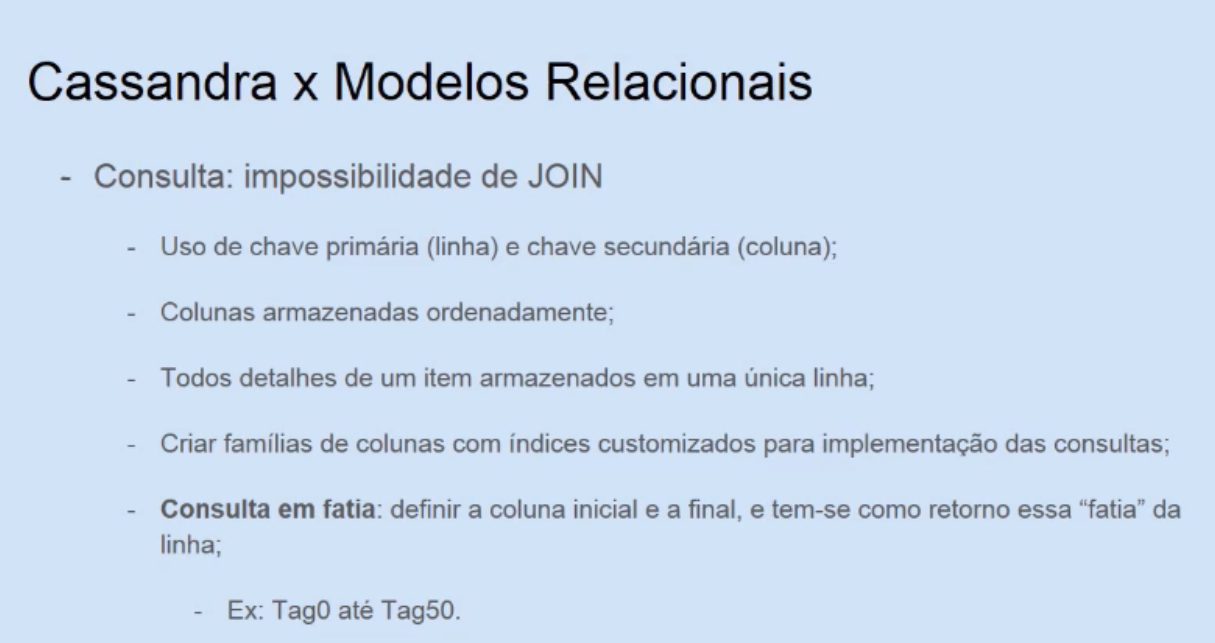 Cassandra x Modelos Relacionais
- Consulta: impossibilidade de JOIN
- Uso de chave primária (linha) e chave secundária (coluna);
- Colunas armazenadas ordenadamente;
- Todos detalhes de um item armazenados em uma única linha;
- Criar famílias de colunas com índices customizados para implementação das consultas;
- Consulta em fatia: definir a coluna inicial e a final, e tem-se como retorno essa “fatia” da
linha;
- Ex: Tag0 até Tag50.